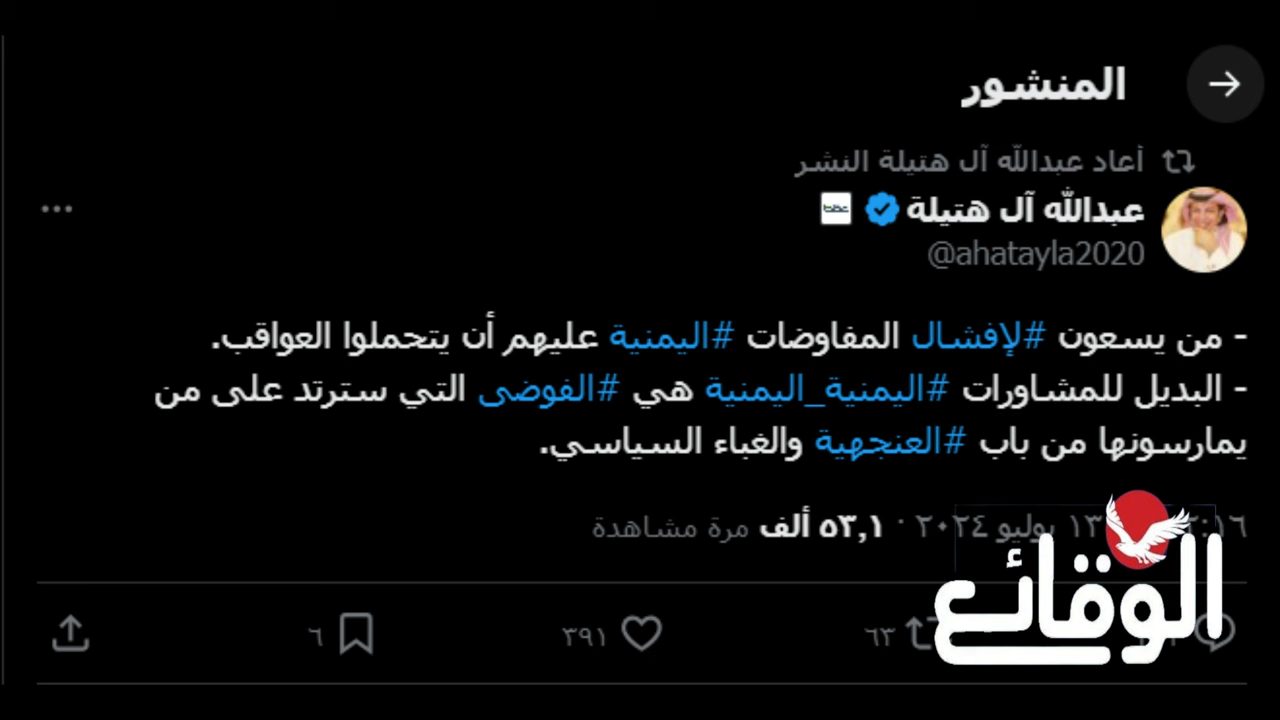 المنشور
أعاد عبدالله آل هتيلة النشر
عبدالله آل هتيلة
@ahatayla2020
- من يسعون #لإفشال المفاوضات #اليمنية عليهم أن يتحملوا العواقب.
- البديل للمشاورات #اليمنية_اليمنية هي #الفوضى التي سترتد على من
يمارسونها من باب #العنجهية والغباء السياسي.
١٣ يوليو ٢٠٢٤ · ٥٣,١ ألف مرة مشاهدة
الوقائع
٦٣
٣٩١
٦